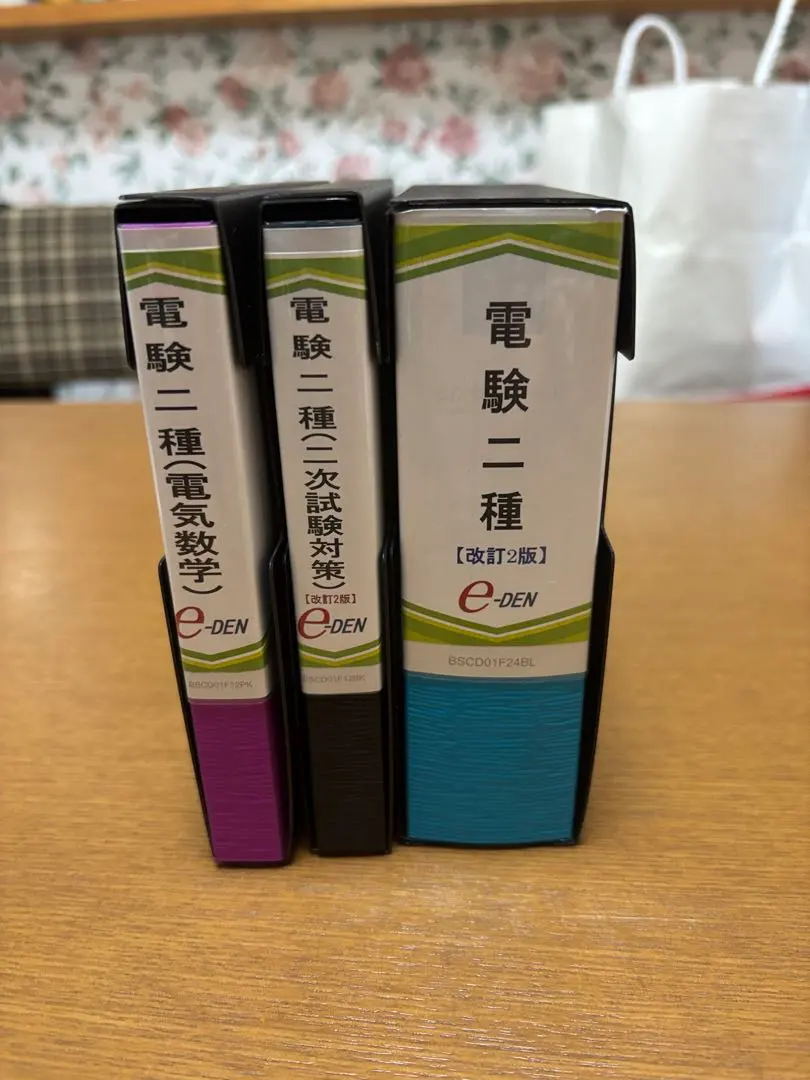 電験二種(電気数学)
e-DEN
BSCD01F12PK
電験二種(二次試験対策)
【改訂2版】
e-DEN
電験二種
【改訂2版】
e-DEN
BSCD01F24BL